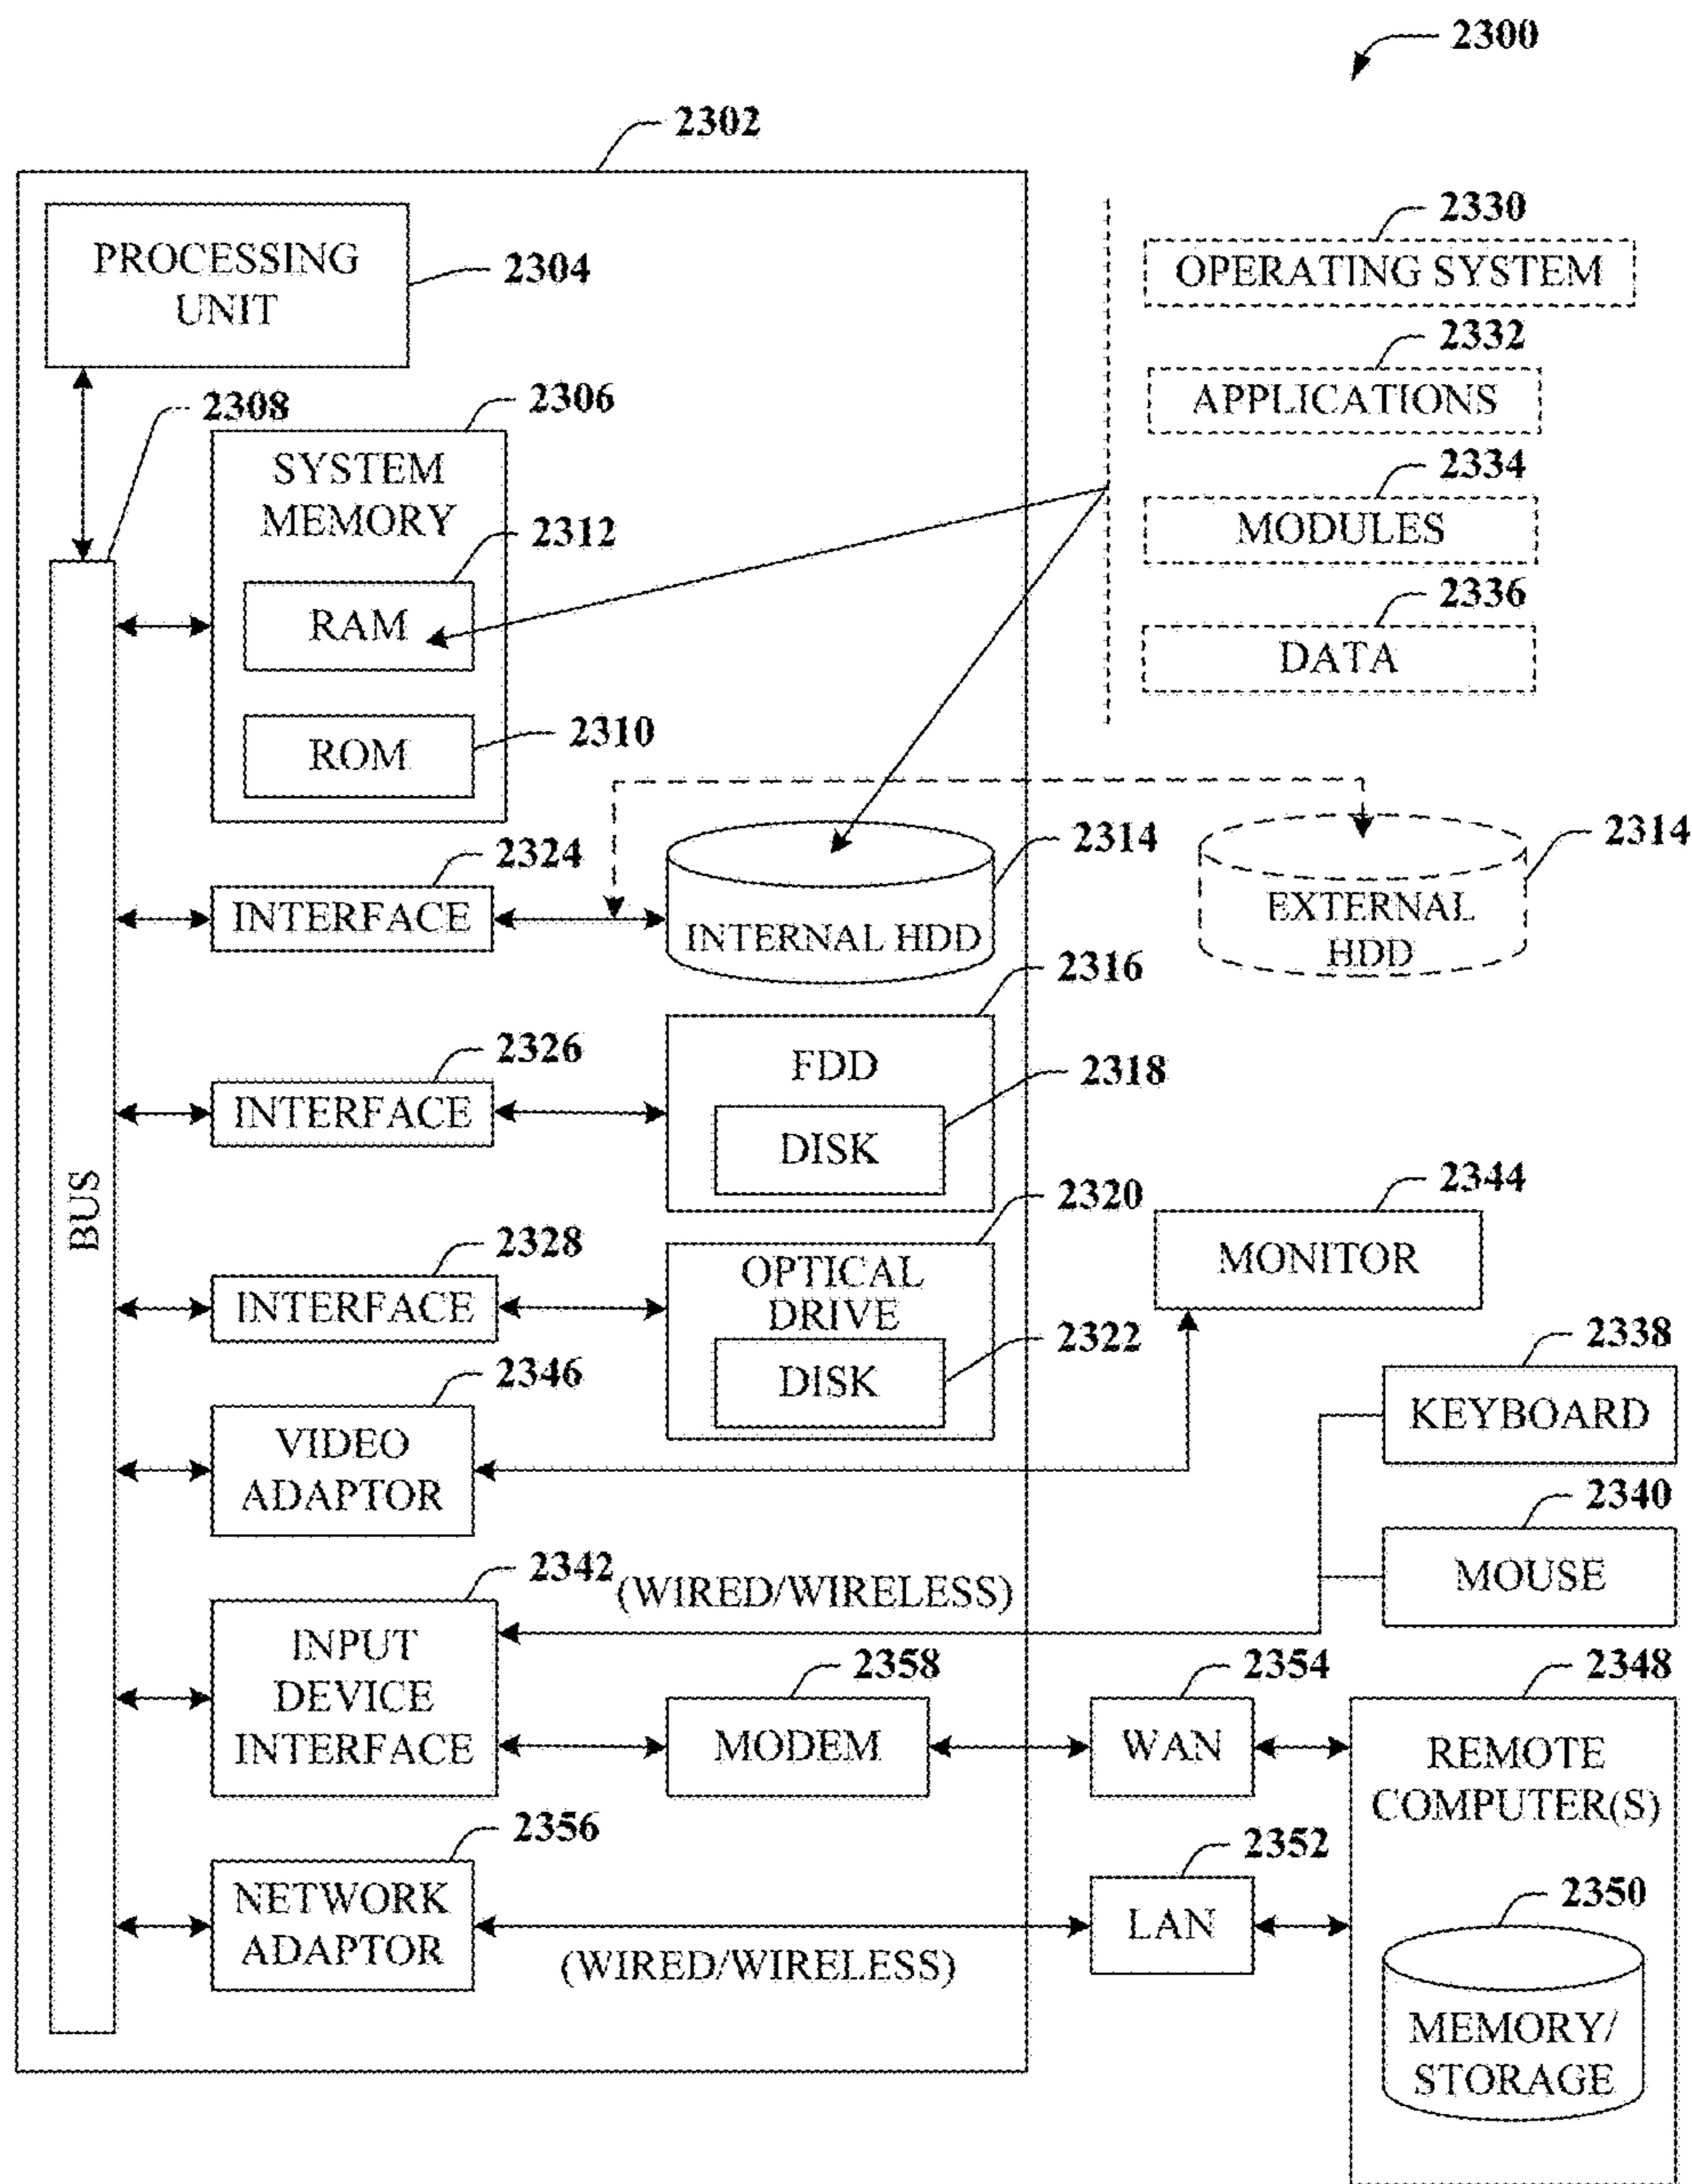 2300
2302
PROCESSING
UNIT
2304
2308
2306
SYSTEM
MEMORY
2312
RAM
2310
ROM
2330
OPERATING SYSTEM
2332
APPLICATIONS
2334
MODULES
2336
DATA
BUS
2324
INTERFACE
2314
INTERNAL HDD
2314
EXTERNAL
HDD
2326
INTERFACE
2316
FDD
2318
DISK
2328
INTERFACE
2320
OPTICAL
DRIVE
2322
DISK
2344
MONITOR
2346
VIDEO
ADAPTOR
2338
KEYBOARD
2340
MOUSE
2342
(WIRED/WIRELESS)
INPUT
DEVICE
INTERFACE
2358
MODEM
2354
WAN
2348
REMOTE
COMPUTER(S)
2356
NETWORK
ADAPTOR
(WIRED/WIRELESS)
2352
LAN
2350
MEMORY/
STORAGE